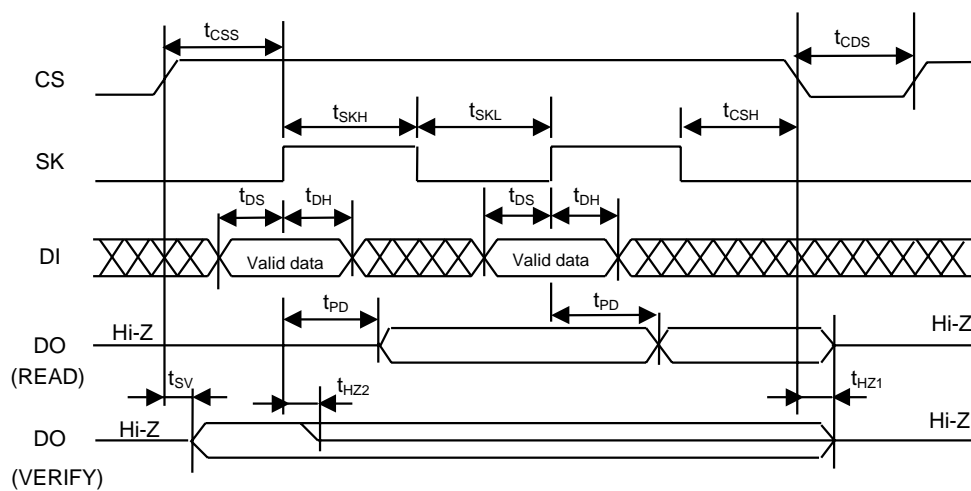 tCSS
tCDS
CS
tSKH
tSKL
tCSH
SK
tDS
tDH
tDS
tDH
DI
Valid data
Valid data
tPD
tPD
Hi-Z
Hi-Z
DO
(READ)
tSV
tHZ2
tHZ1
Hi-Z
Hi-Z
DO
(VERIFY)